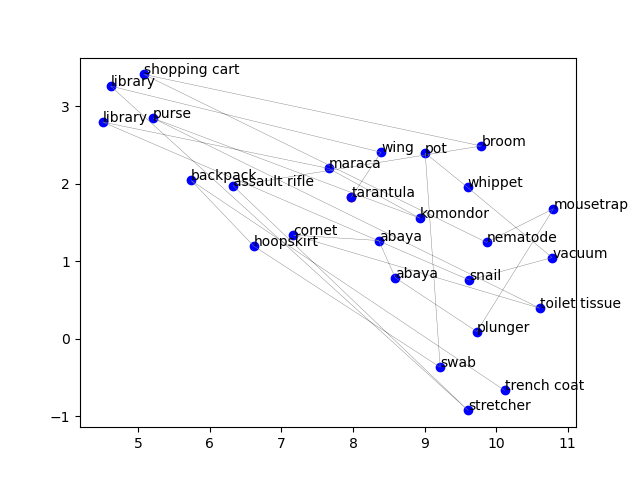 shopping cart
library
library
purse
wing
pot
broom
maraca
backpack
assault rifle
whippet
tarantula
mousetrap
komondor
cornet
hoopskirt
abaya
nematode
vacuum
abaya
snail
toilet tissue
plunger
swab
trench coat
stretcher
3
2
1
0
−1
5 6 7 8 9 10 11